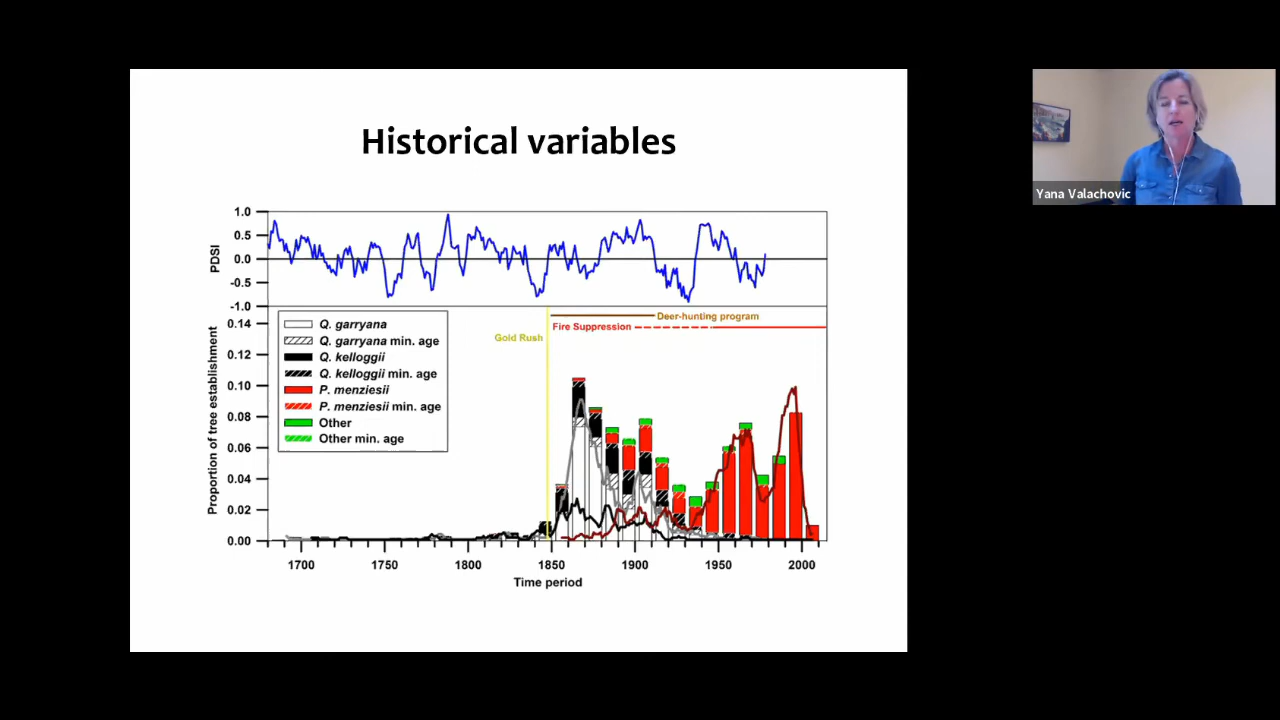 Historical variables
1.0
0.5
0.0
-0.5
-1.0
PDSI
0.14
0.12
0.10
0.08
0.06
0.04
0.02
0.00
Proportion of tree establishment
Q. garryana
Q. garryana min. age
Q. kelloggii
Q. kelloggii min. age
P. menziesii
P. menziesii min. age
Other
Other min. age
Gold Rush
Deer-hunting program
Fire Suppression
1700 1750 1800 1850 1900 1950 2000
Time period
Yana Valachovic